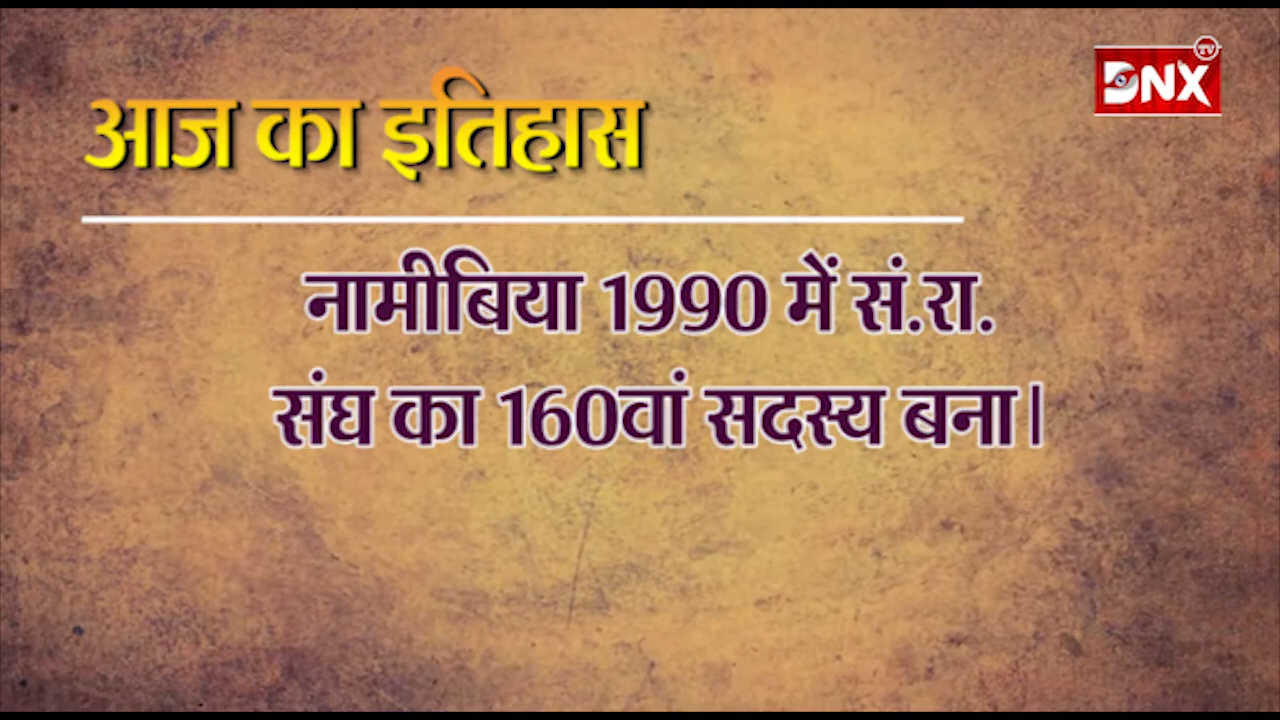 आज का इतिहास
DNX TV
नामीबिया 1990 में सं.रा.
संघ का 160वां सदस्य बना।